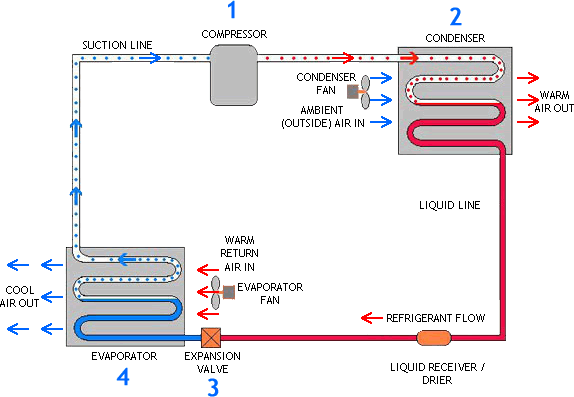 1
COMPRESSOR
2
CONDENSER
SUCTION LINE
CONDENSER
FAN
AMBIENT
(OUTSIDE) AIR IN
WARM
AIR OUT
LIQUID LINE
WARM
RETURN
AIR IN
COOL
AIR OUT
EVAPORATOR
FAN
REFRIGERANT FLOW
EVAPORATOR
4
EXPANSION
VALVE
3
LIQUID RECEIVER /
DRIER